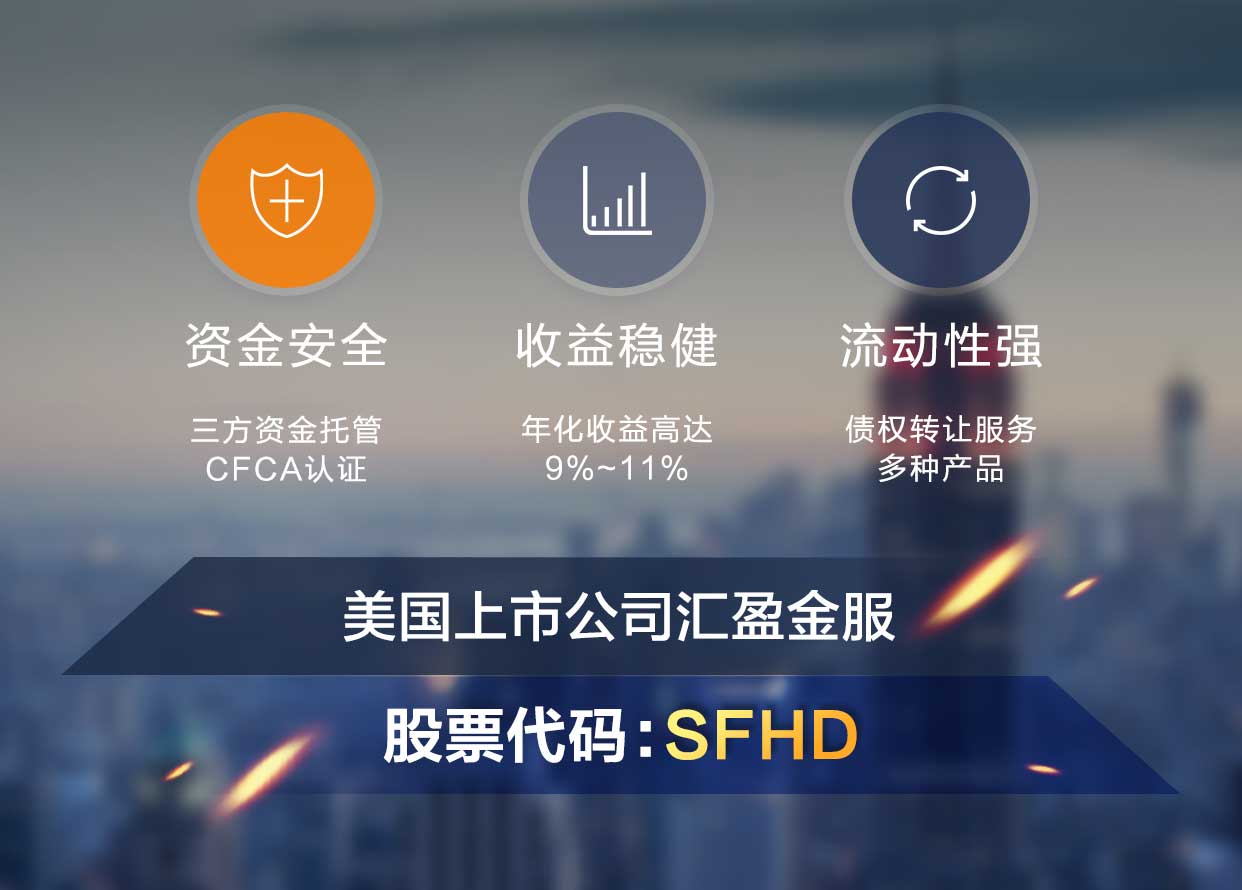 资金安全
收益稳健
流动性强
三方资金托管
CFCA认证
年化收益高达
9%~11%
债权转让服务
多种产品
美国上市公司汇盈金服
股票代码:SFHD